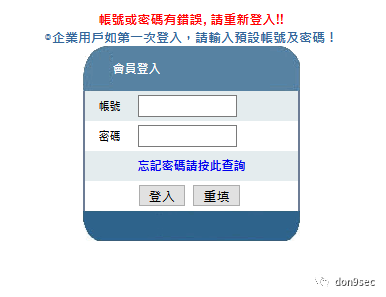 帳號或密碼有錯誤, 請重新登入!!
⊙企業用戶如第一次登入，請輸入預設帳號及密碼！
會員登入
帳號
密碼
忘記密碼請按此查詢
登入 重填
don9sec